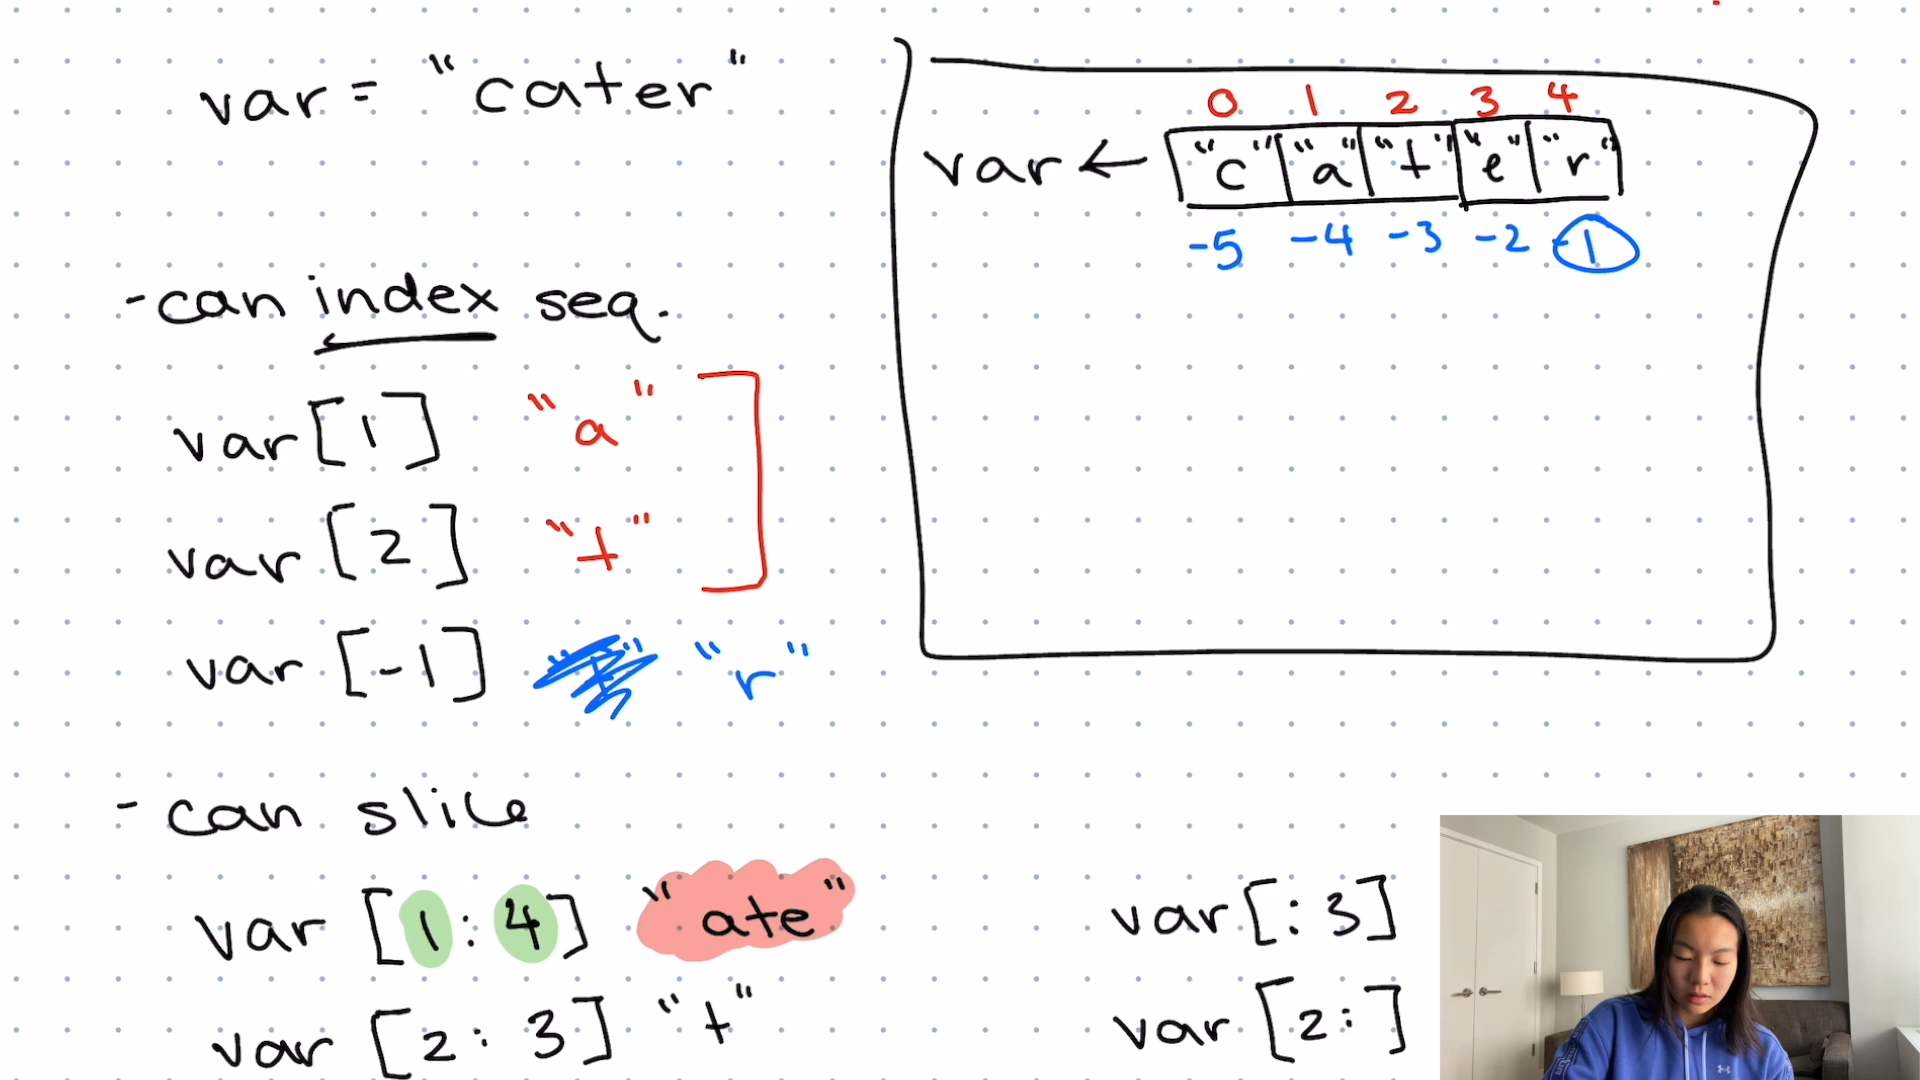 var = "cater"
0 1 2 3 4
var ← "c" "a" "t" "e" "r"
-5 -4 -3 -2 -1
- can index seq.
var [1] "a"
var [2] "t"
var [-1] "r"
- can slice
var [1:4] "ate"
var [2:3] "t"
var [:3]
var [2:]